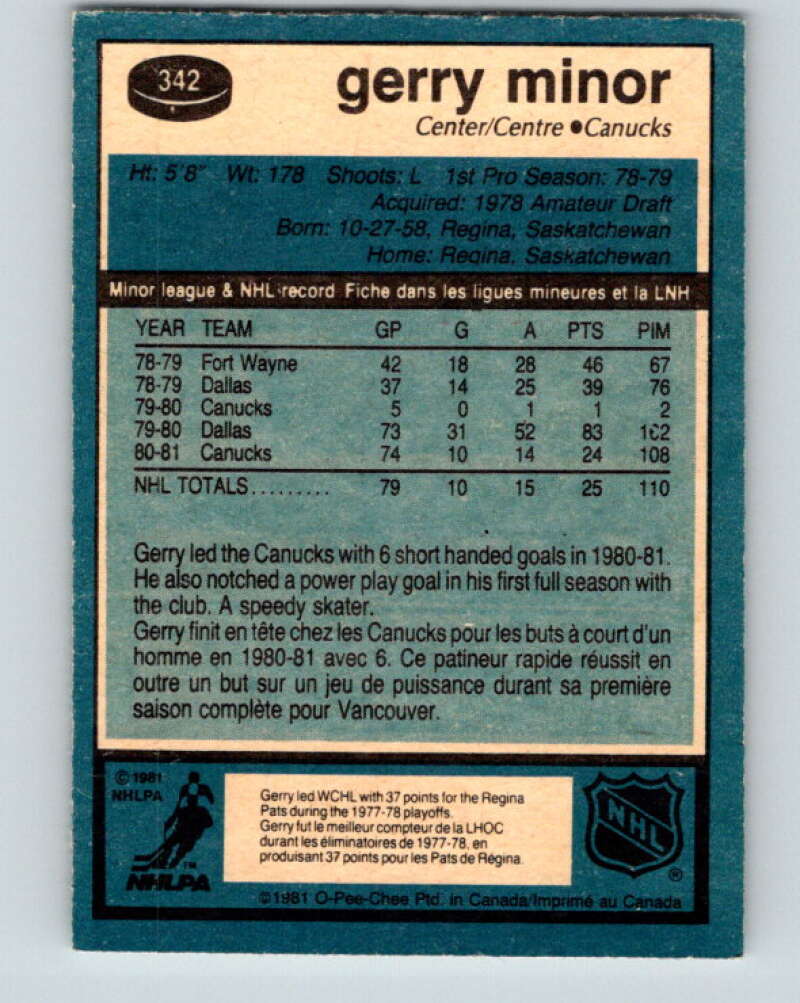 342
gerry minor
Center/Centre ● Canucks
Ht: 5'8" Wt: 178 Shoots: L 1st Pro Season: 78-79
Acquired: 1978 Amateur Draft
Born: 10-27-58, Regina, Saskatchewan
Home: Regina, Saskatchewan
Minor league & NHL record Fiche dans les ligues mineures et la LNH
YEAR TEAM GP G A PTS PIM
78-79 Fort Wayne 42 18 28 46 67
78-79 Dallas 37 14 25 39 76
79-80 Canucks 5 0 1 1 2
79-80 Dallas 73 31 52 83 162
80-81 Canucks 74 10 14 24 108
NHL TOTALS......... 79 10 15 25 110
Gerry led the Canucks with 6 short handed goals in 1980-81.
He also notched a power play goal in his first full season with
the club. A speedy skater.
Gerry finit en tête chez les Canucks pour les buts à court d'un
homme en 1980-81 avec 6. Ce patineur rapide réussit en
outre un but sur un jeu de puissance durant sa première
saison complète pour Vancouver.
© 1981
NHLPA
Gerry led WCHL with 37 points for the Regina
Pats during the 1977-78 playoffs.
Gerry fut le meilleur compteur de la LHOC
durant les éliminatoires de 1977-78, en
produisant 37 points pour les Pats de Régina.
NHL
®
TM
NHLPA
©1981 O-Pee-Chee Ptd. in Canada/Imprimé au Canada